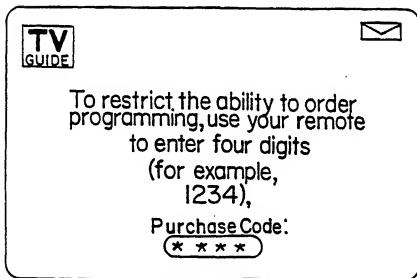 TV
GUIDE
To restrict the ability to order
programming, use your remote
to enter four digits
(for example,
1234),
Purchase Code:
* * * *